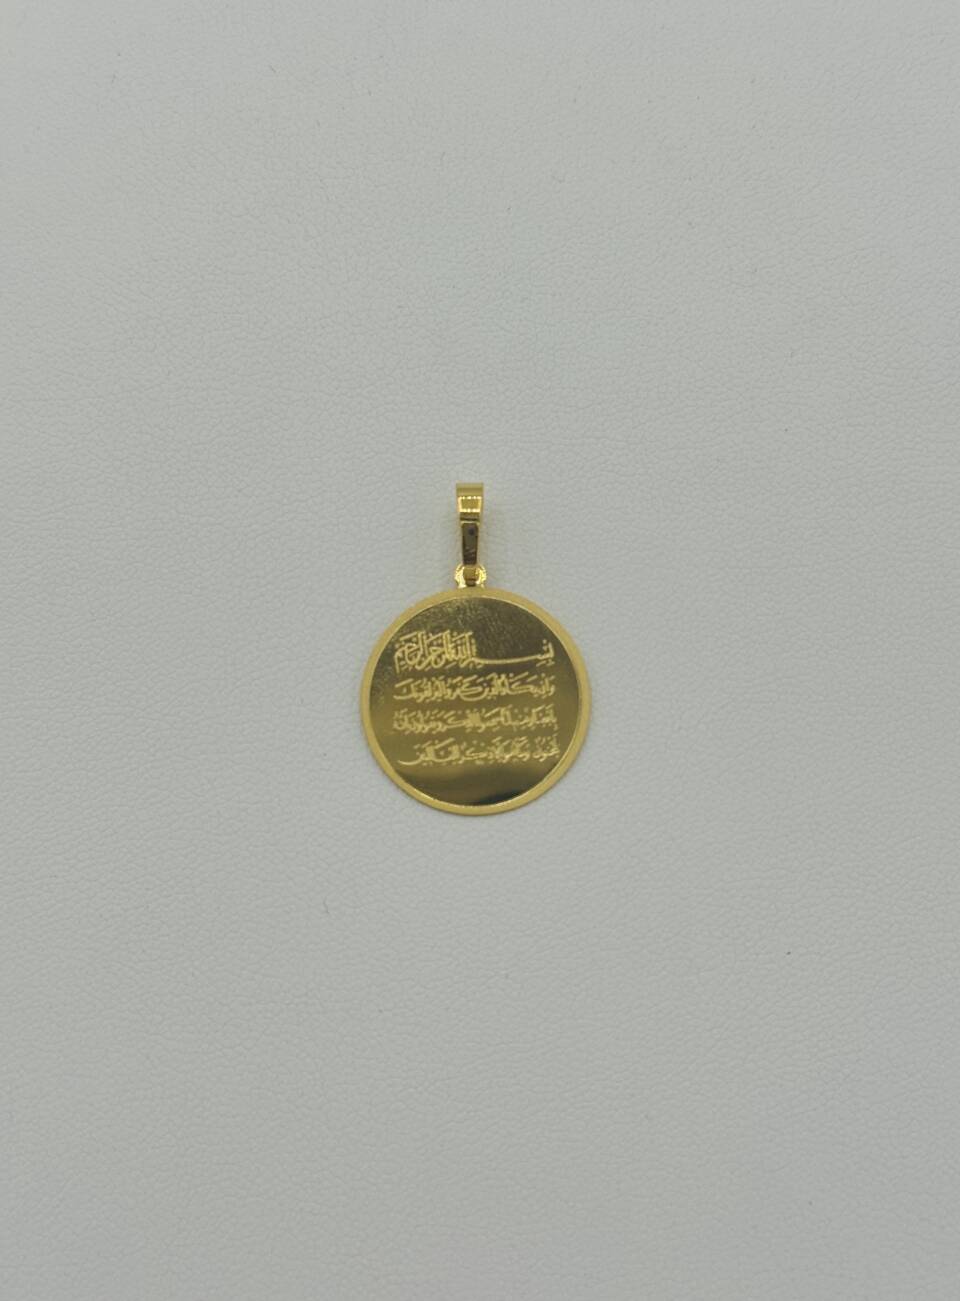 بسم الله الرحمن الرحيم
وإن يكاد الذين كفروا ليزلقونك
بأبصارهم لما سمعوا الذكر ويقولون إنه
لمجنون وما هو إلا ذكر للعالمين